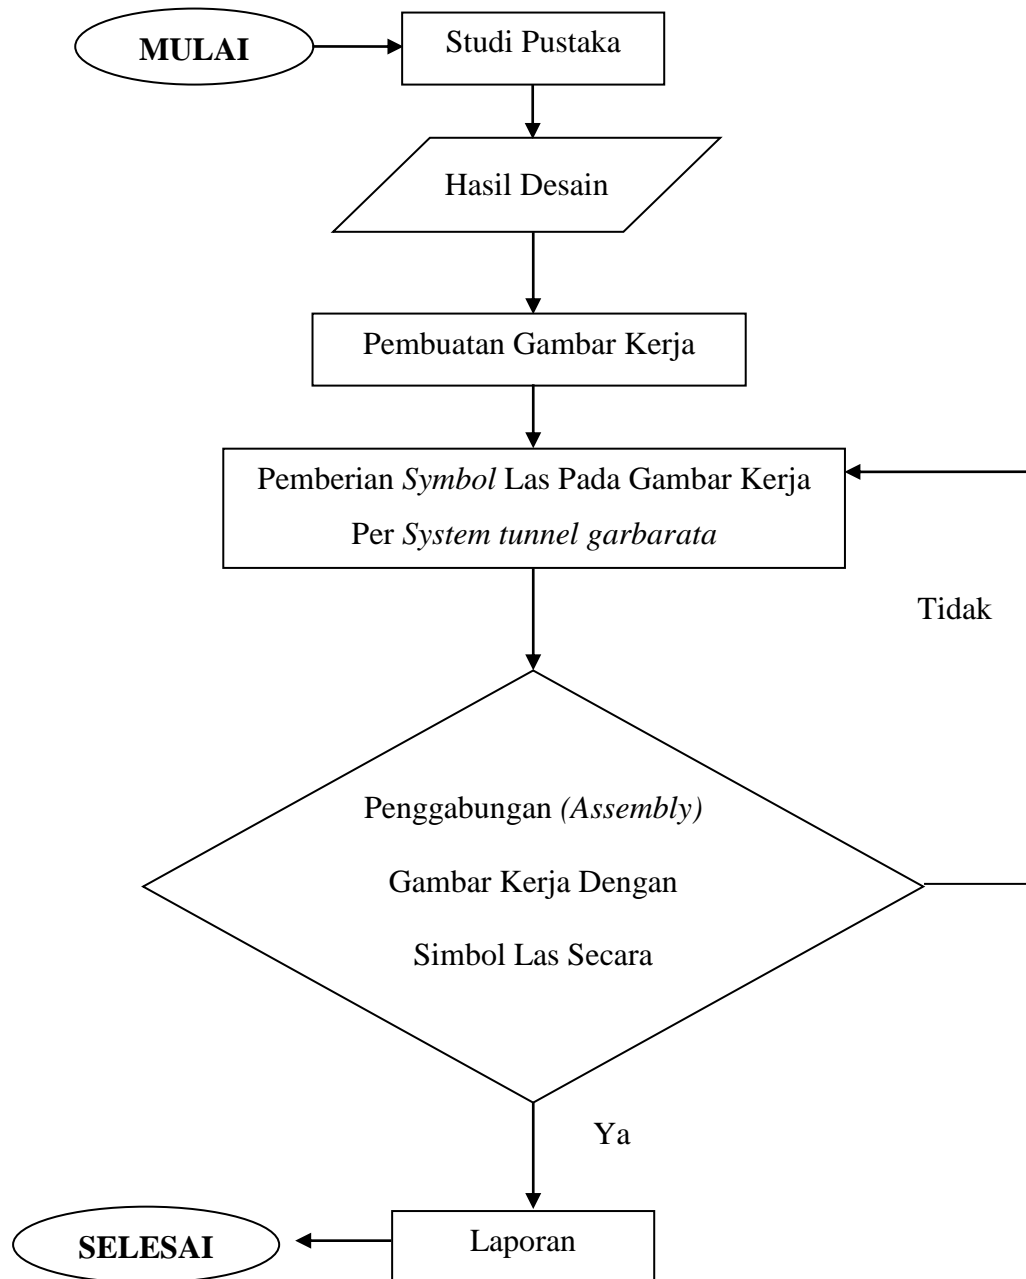 MULAI
Studi Pustaka
Hasil Desain
Pembuatan Gambar Kerja
Pemberian Symbol Las Pada Gambar Kerja
Per System tunnel garbarata
Tidak
Penggabungan (Assembly)
Gambar Kerja Dengan
Simbol Las Secara
Ya
Laporan
SELESAI